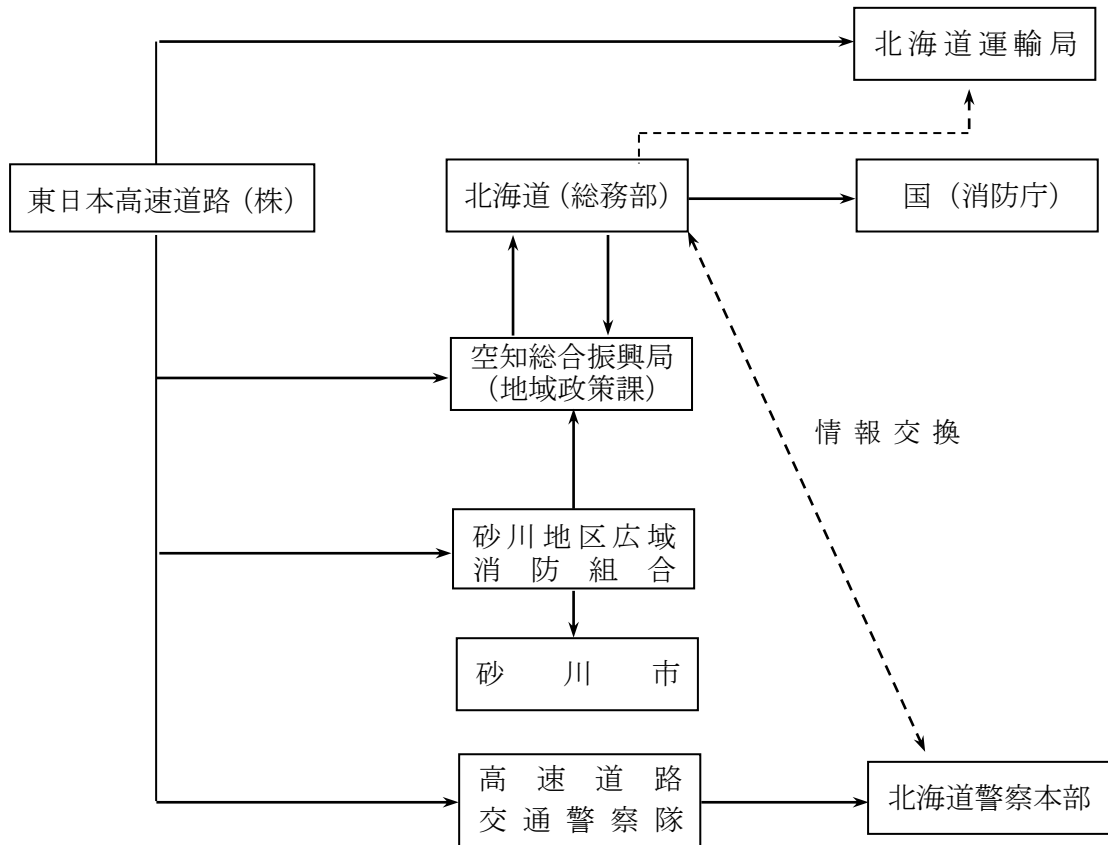 北海道運輸局
東日本高速道路（株）
北海道（総務部）
国（消防庁）
空知総合振興局
（地域政策課）
情報交換
砂川地区広域
消防組合
砂川市
高速道路
交通警察隊
北海道警察本部